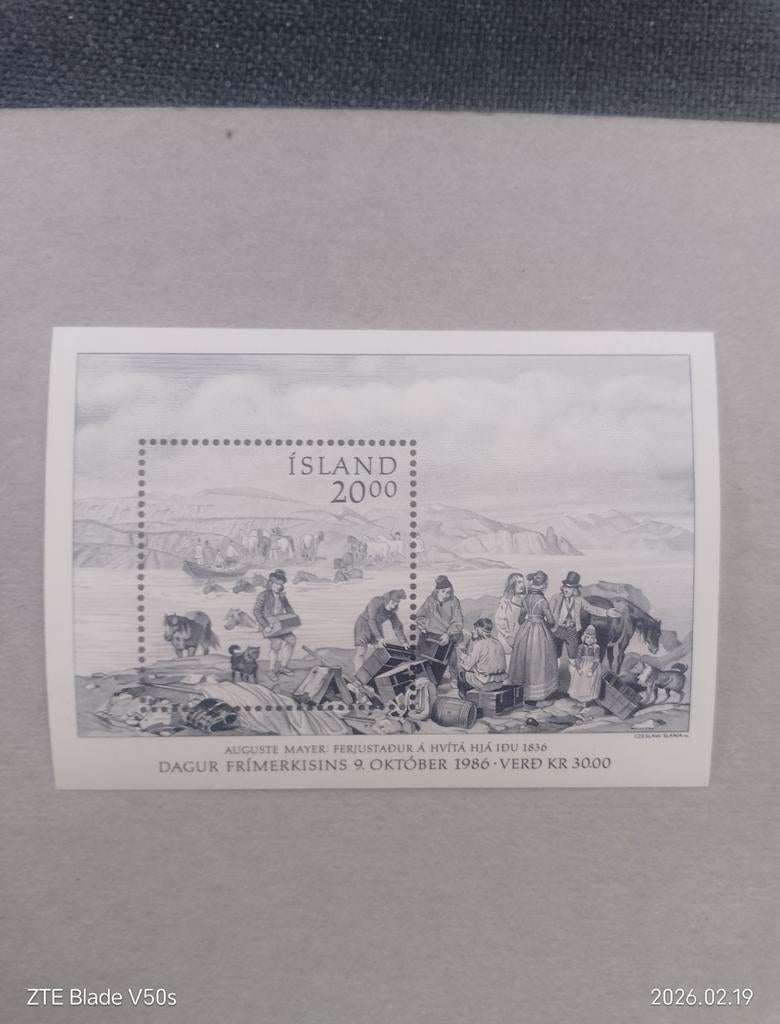 ÍSLAND
20⁰⁰
CZESLAW SLANIA sc.
AUGUSTE MAYER: FERJUSTAÐUR Á HVÍTÁ HJÁ IÐU 1836
DAGUR FRÍMERKISINS 9. OKTÓBER 1986 · VERÐ KR 30.00
ZTE Blade V50s
2026.02.19